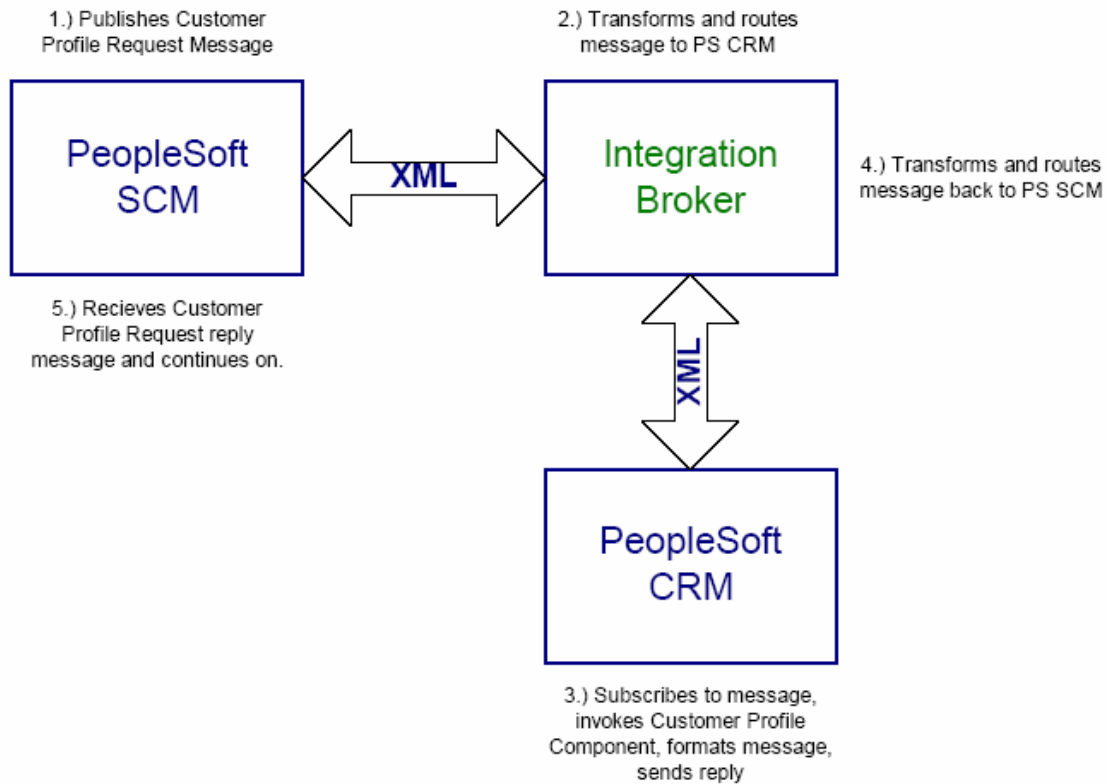 1.) Publishes Customer
Profile Request Message
2.) Transforms and routes
message to PS CRM
PeopleSoft
SCM
XML
Integration
Broker
4.) Transforms and routes
message back to PS SCM
5.) Recieves Customer
Profile Request reply
message and continues on.
XML
PeopleSoft
CRM
3.) Subscribes to message,
invokes Customer Profile
Component, formats message,
sends reply